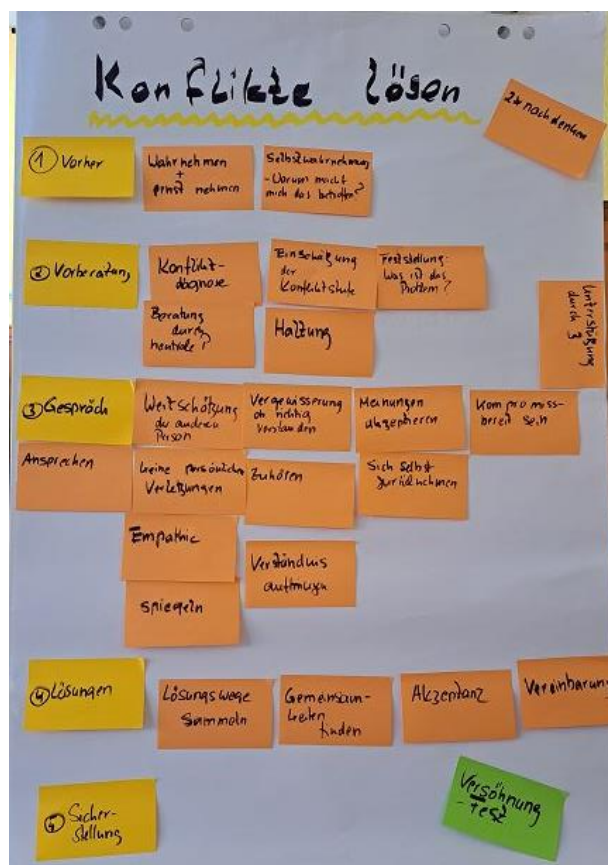 Konflikte lösen
2x nachdenken
① Vorher
Wahrnehmen
+
ernst nehmen
Selbstwahrnehmung
- Warum macht
mich das betroffen?
② Vorbereitung
Konflikt-
diagnose
Einschätzung
der
Konfliktstufe
Feststellung:
Was ist das
Problem?
Beratung
durch
neutrale?
Haltung
Unterstützung
durch 3
③ Gespräch
Wertschätzung
der anderen
Person
Vergewisserung
ob richtig
verstanden
Meinungen
akzeptieren
Kompromiss-
bereit sein
Ansprechen
keine persönlichen
Verletzungen
Zuhören
Sich selbst
zurücknehmen
Empathie
Verständnis
aufbringen
spiegeln
④ Lösungen
Lösungswege
sammeln
Gemeinsam-
keiten
finden
Akzeptanz
Vereinbarung
⑤ Sicher-
stellung
Versöhnung
- Fest